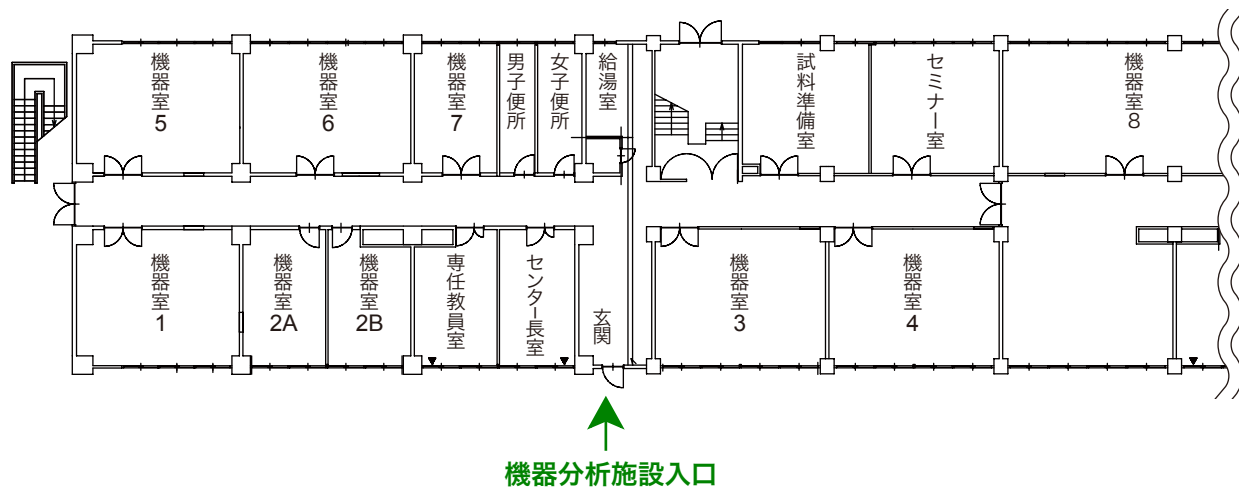 機器室5
機器室6
機器室7
男子便所
女子便所
給湯室
試料準備室
セミナー室
機器室8
機器室1
機器室2A
機器室2B
専任教員室
センター長室
玄関
機器室3
機器室4
機器分析施設入口